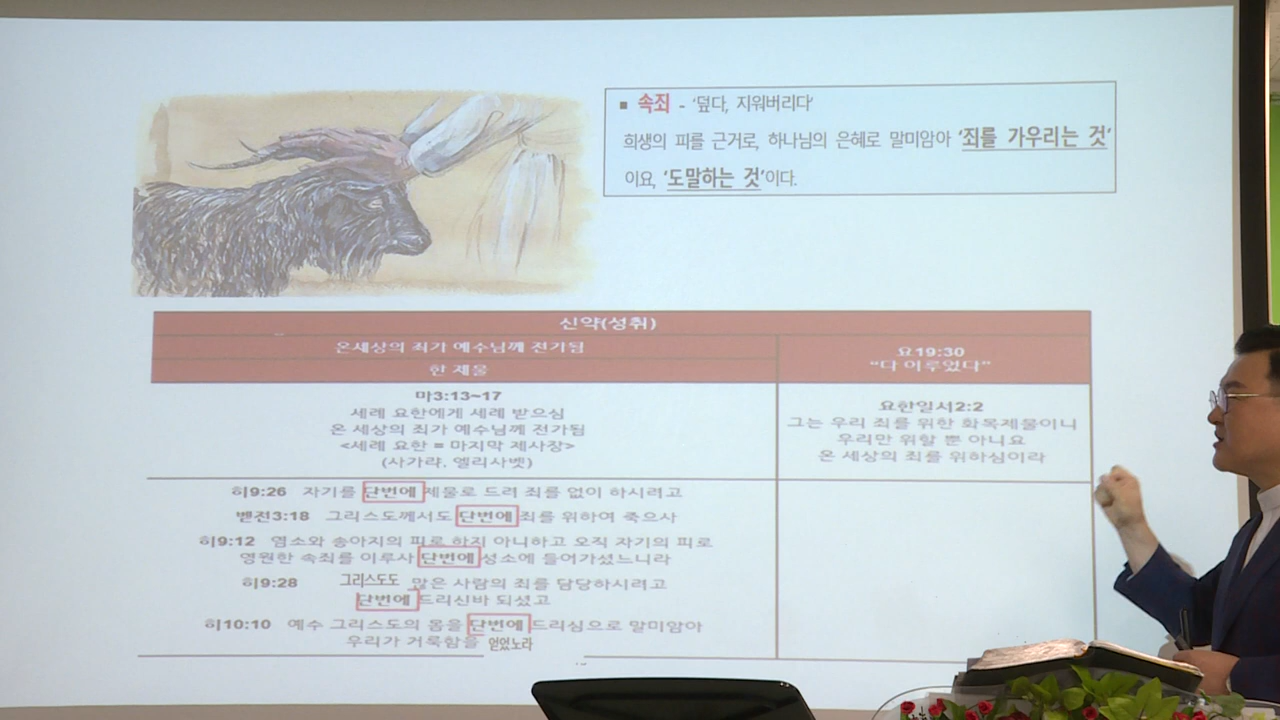 ■ 속죄 - '덮다, 지워버리다'
희생의 피를 근거로, 하나님의 은혜로 말미암아 '죄를 가우리는 것'
이요, '도말하는 것'이다.
신약(성취)
온세상의 죄가 예수님께 전가됨
한 제물
요19:30
"다 이루었다"
마3:13~17
세례 요한에게 세례 받으심
온 세상의 죄가 예수님께 전가됨
<세례 요한 = 마지막 제사장>
(사가랴. 엘리사벳)
요한일서2:2
그는 우리 죄를 위한 화목제물이니
우리만 위할 뿐 아니요
온 세상의 죄를 위하심이라
히9:26 자기를 단번에 제물로 드려 죄를 없이 하시려고
벧전3:18 그리스도께서도 단번에 죄를 위하여 죽으사
히9:12 염소와 송아지의 피로 하지 아니하고 오직 자기의 피로
영원한 속죄를 이루사 단번에 성소에 들어가셨느니라
히9:28 그리스도도 많은 사람의 죄를 담당하시려고
단번에 드리신바 되셨고
히10:10 예수 그리스도의 몸을 단번에 드리심으로 말미암아
우리가 거룩함을 얻었노라